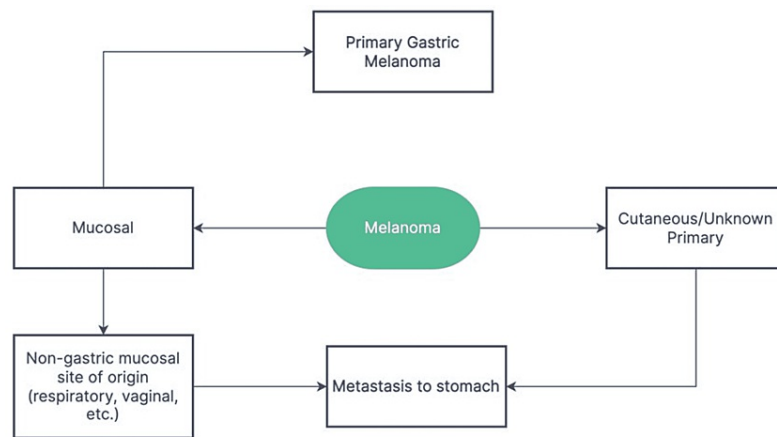 Primary Gastric
Melanoma
Mucosal
Melanoma
Cutaneous/Unknown
Primary
Non-gastric mucosal
site of origin
(respiratory, vaginal,
etc.)
Metastasis to stomach